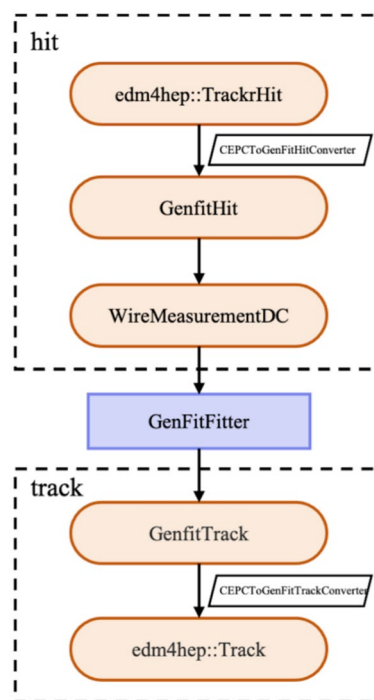 hit
edm4hep::TrackrHit
CEPCToGenFitHitConverter
GenfitHit
WireMeasurementDC
GenFitFitter
track
GenfitTrack
CEPCToGenFitTrackConverter
edm4hep::Track